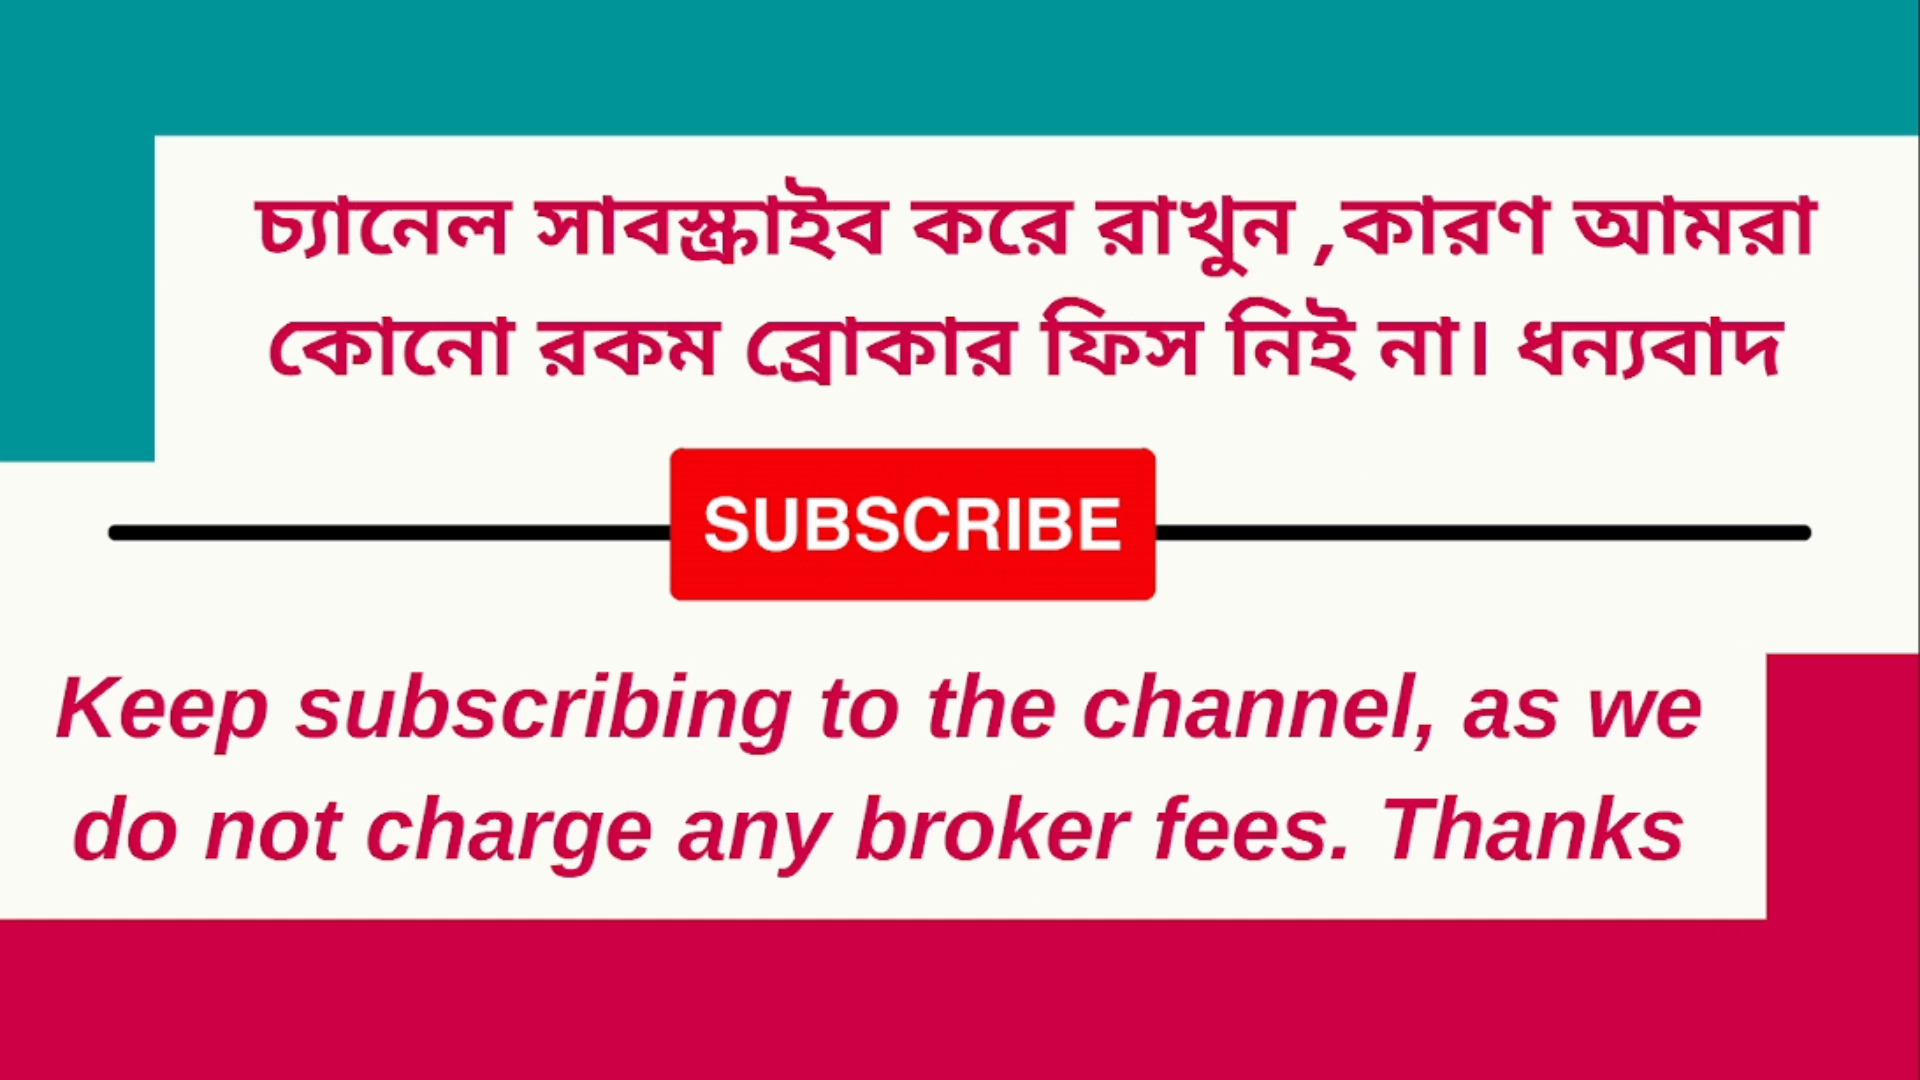 চ্যানেল সাবস্ক্রাইব করে রাখুন ,কারণ আমরা
কোনো রকম ব্রোকার ফিস নিই না। ধন্যবাদ
SUBSCRIBE
Keep subscribing to the channel, as we
do not charge any broker fees. Thanks